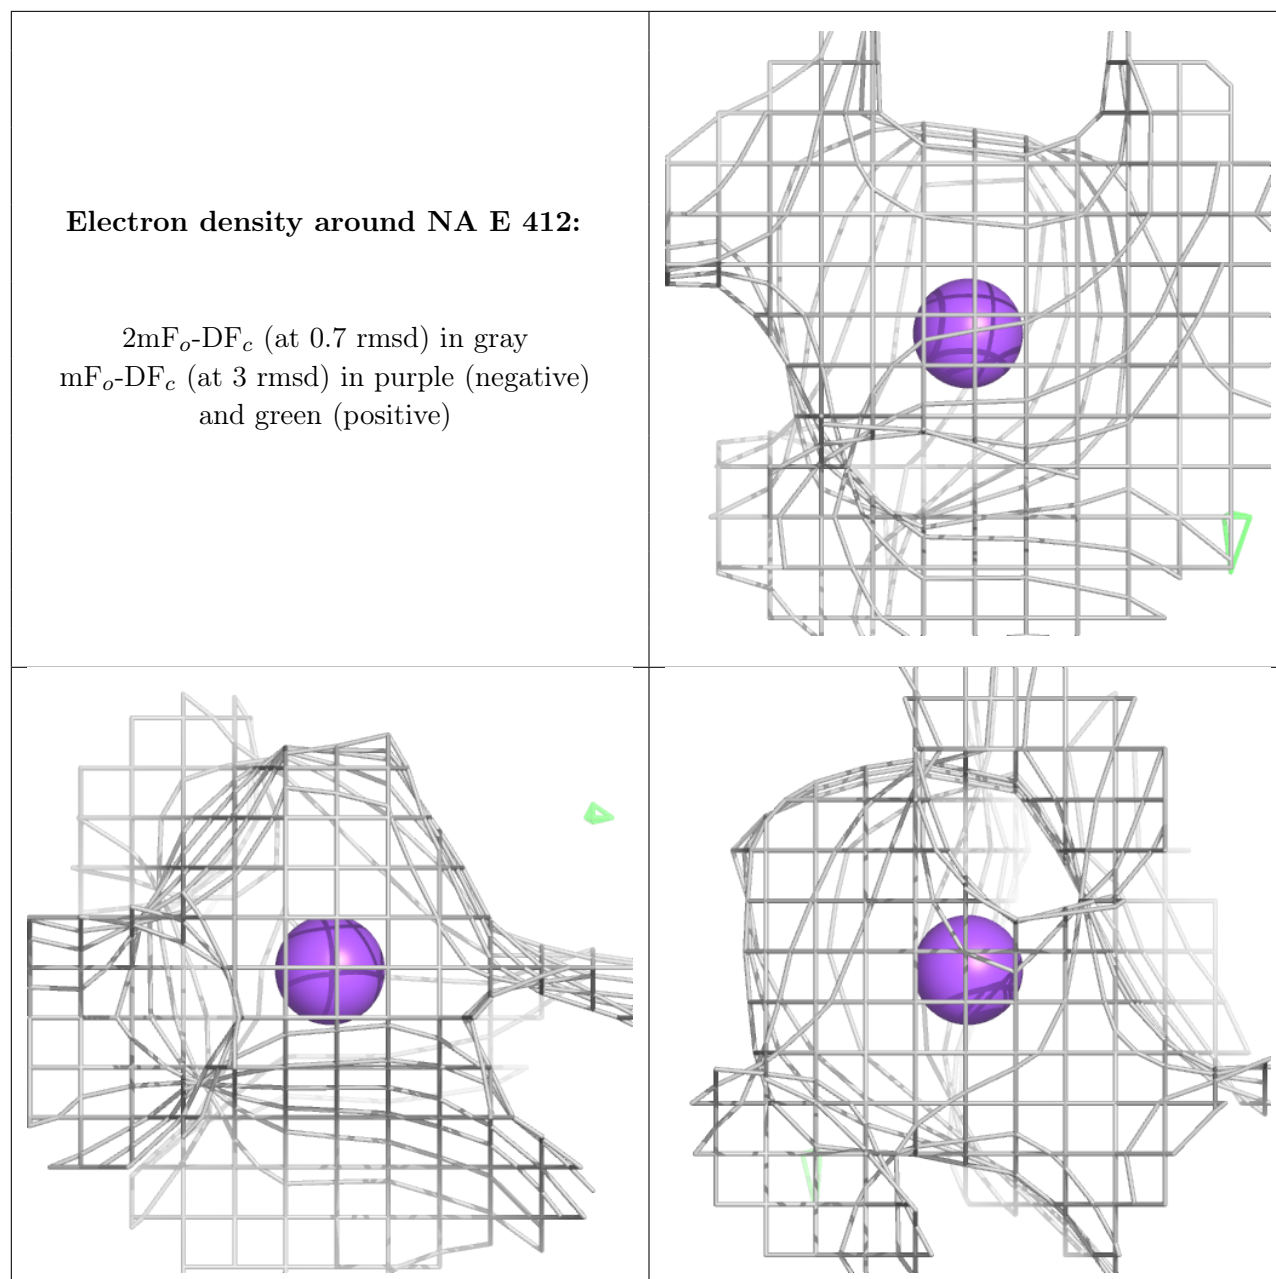 Electron density around NA E 412:
2mFo-DFc (at 0.7 rmsd) in gray
mFo-DFc (at 3 rmsd) in purple (negative)
and green (positive)